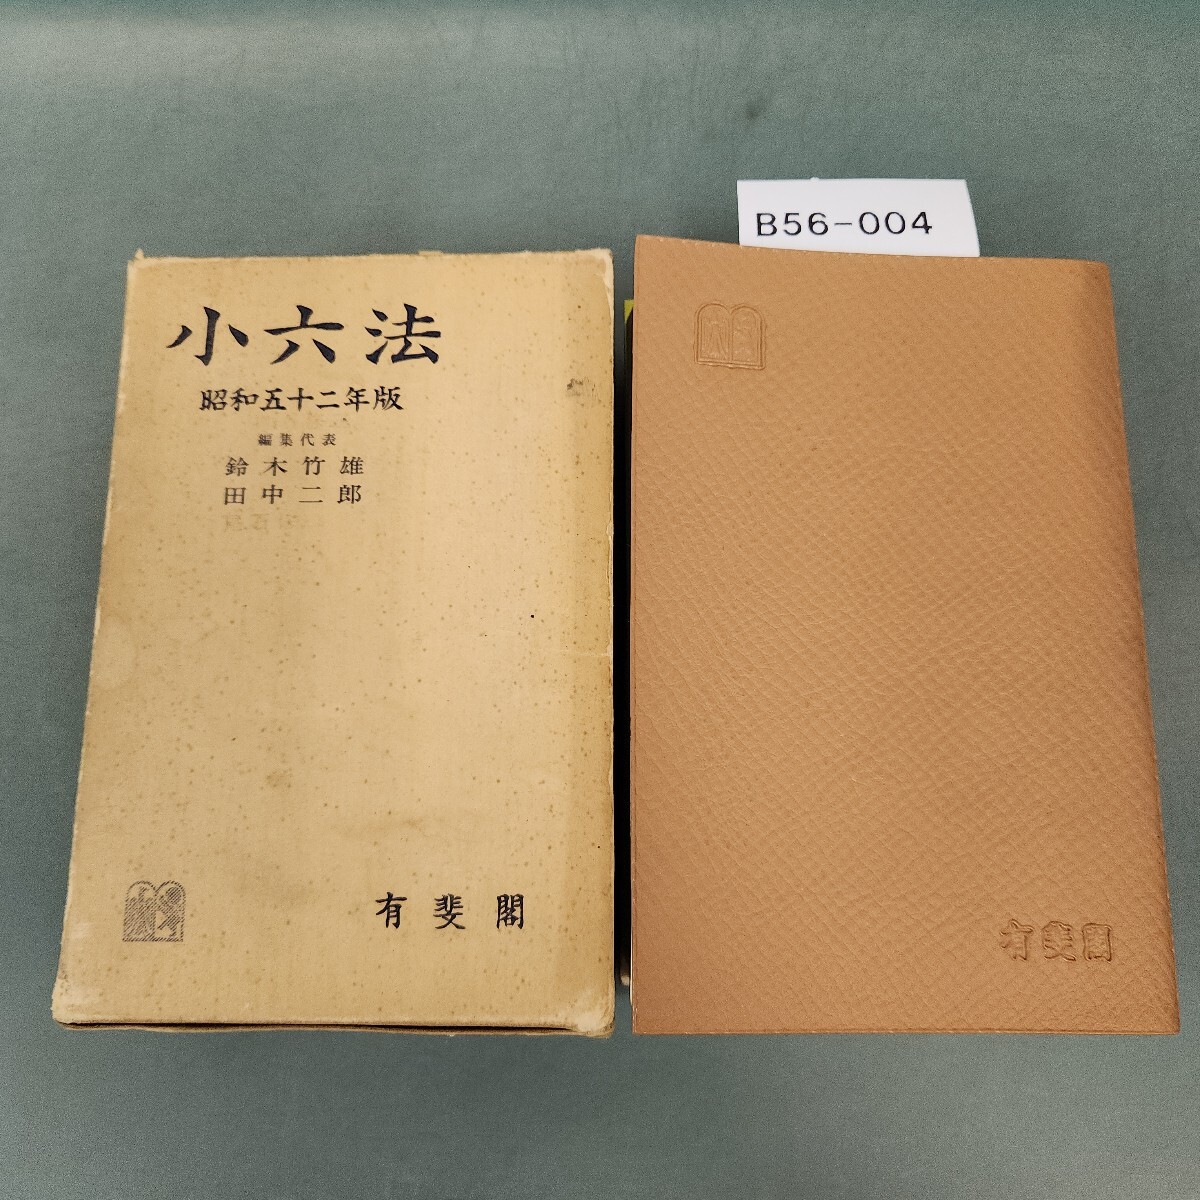 小六法
昭和五十二年版
編集代表
鈴木竹雄
田中二郎
有斐閣
B56-004
有斐閣